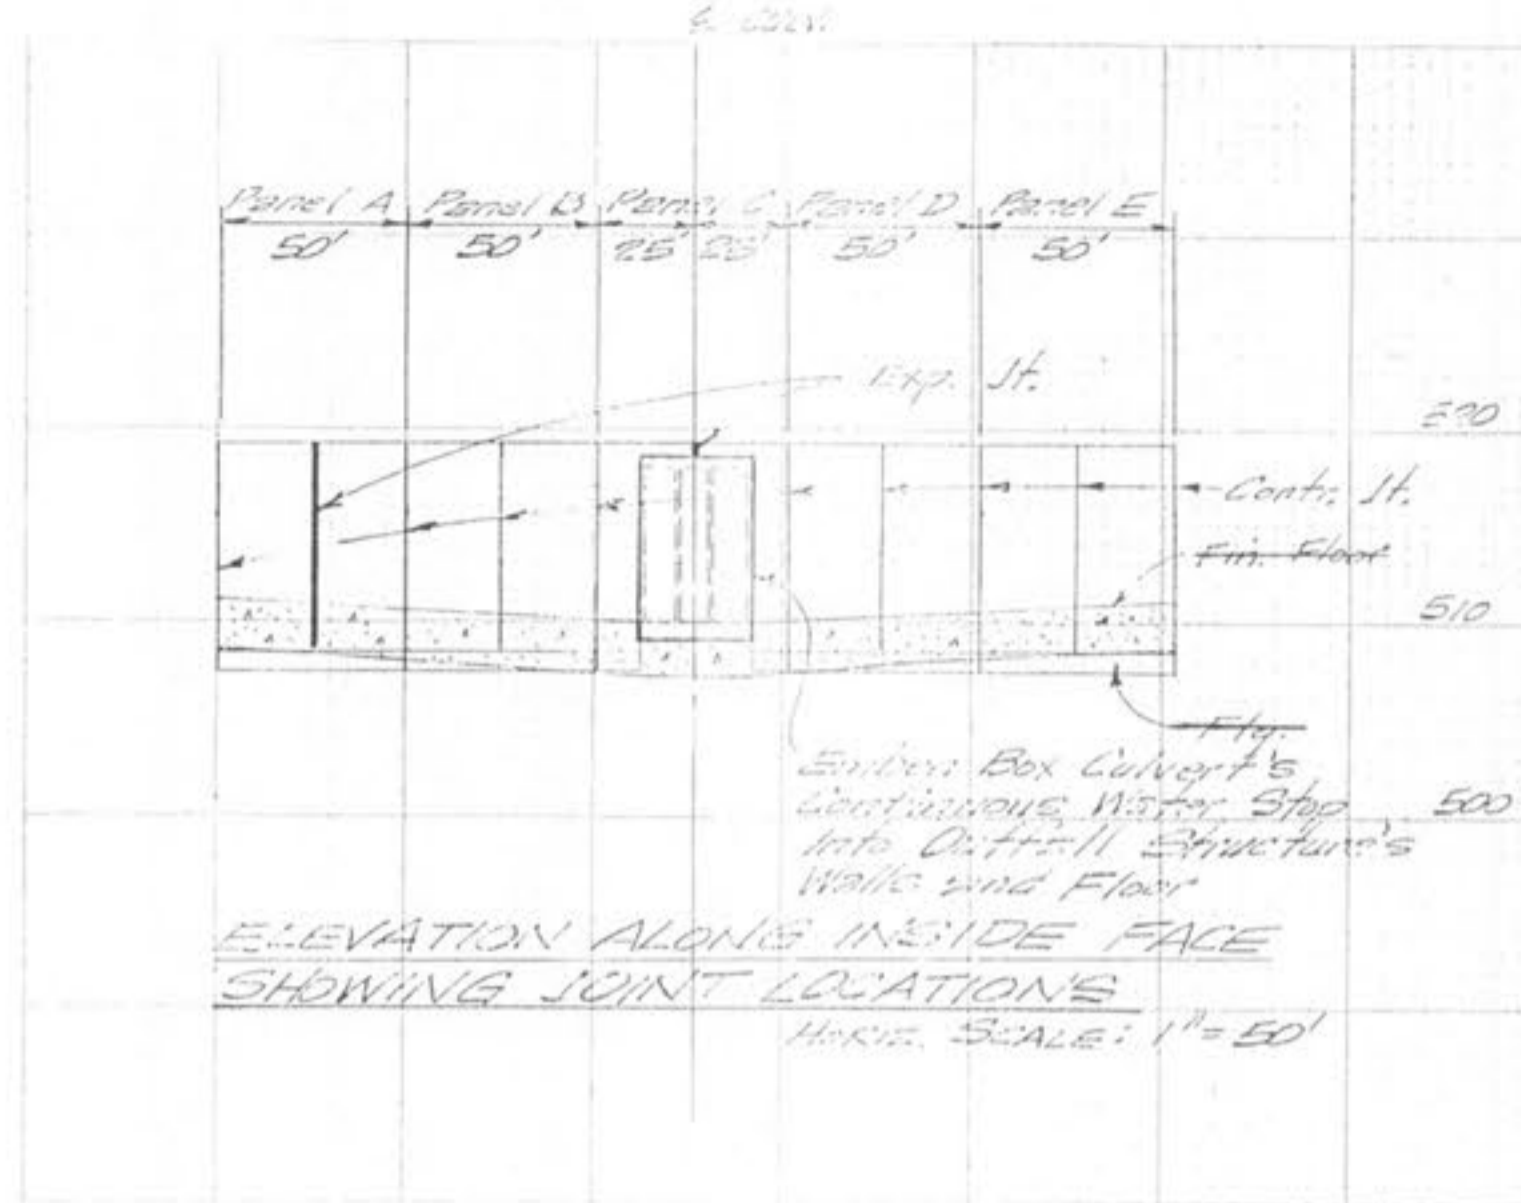 Panel A Panel B Panel C Panel D Panel E
50' 50' 25' 25' 50' 50'
Exp. Jt.
520
Contr. Jt.
Fin. Floor
510
Ftg.
Embed Box Culvert's
Continuous Water Stop
500
Into Outfall Structure's
Walls and Floor
ELEVATION ALONG INSIDE FACE
SHOWING JOINT LOCATIONS
HORIZ. SCALE: 1"=50'